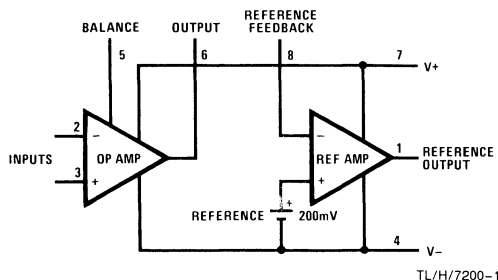 BALANCE
5
OUTPUT
6
REFERENCE
FEEDBACK
8
7
V+
2
−
INPUTS
3
+
OP AMP
−
REF AMP
+
1
REFERENCE
OUTPUT
+
REFERENCE
200mV
4
V−
TL/H/7200–1